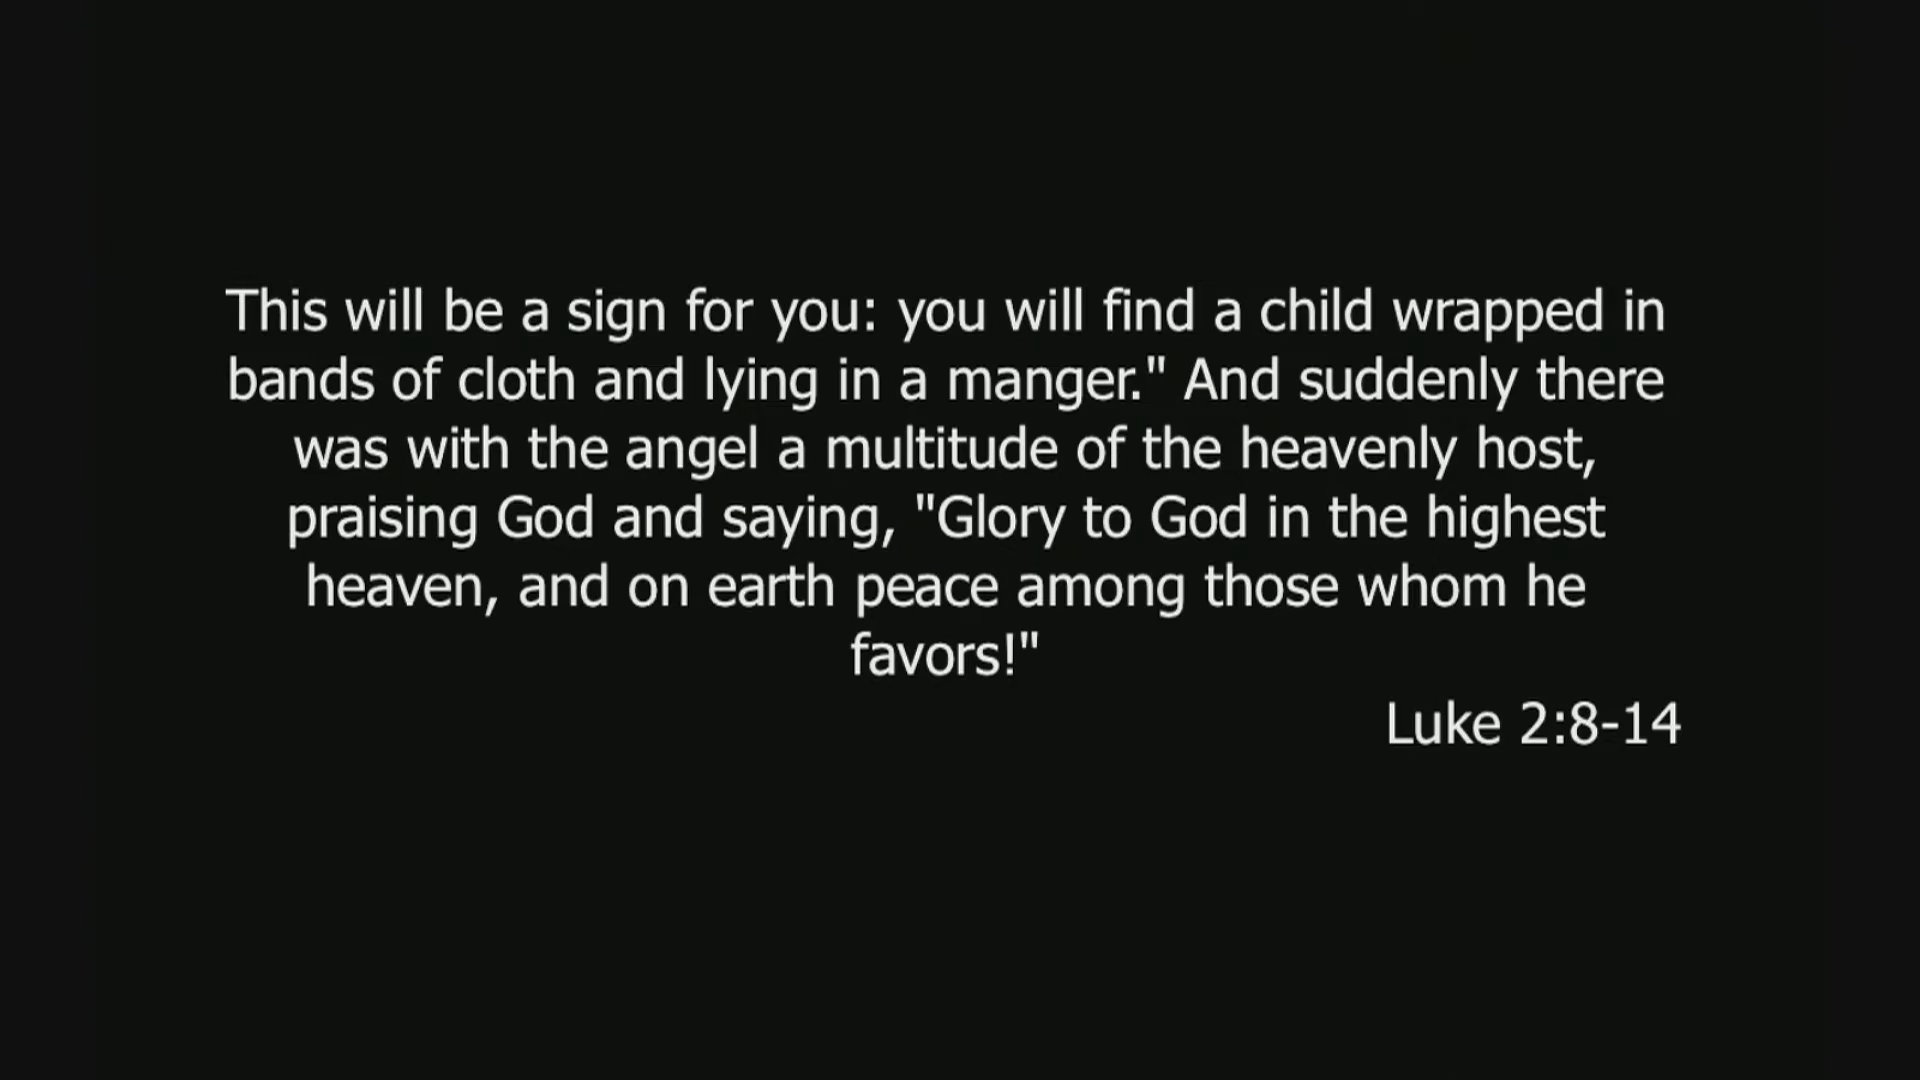 This will be a sign for you: you will find a child wrapped in
bands of cloth and lying in a manger." And suddenly there
was with the angel a multitude of the heavenly host,
praising God and saying, "Glory to God in the highest
heaven, and on earth peace among those whom he
favors!"
Luke 2:8-14